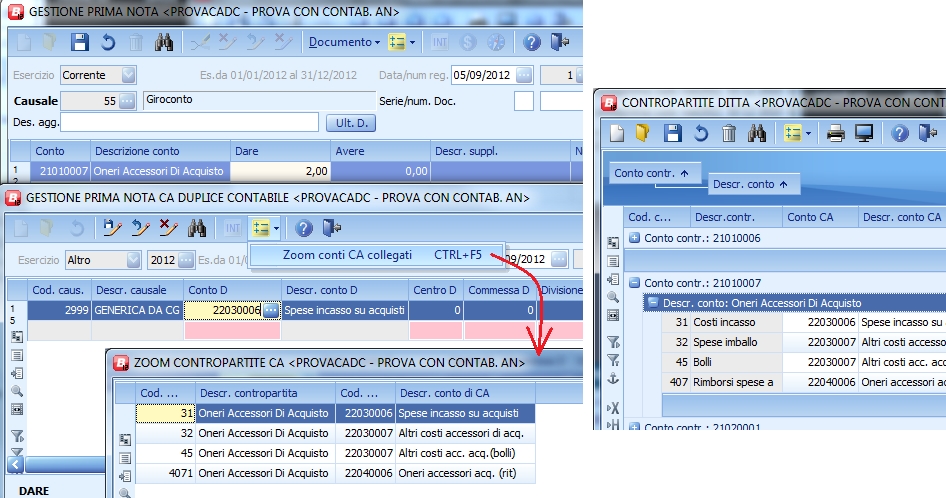 GESTIONE PRIMA NOTA <PROVACADC - PROVA CON CONTAB. AN>
Documento INT
Esercizio Corrente Es.da 01/01/2012 al 31/12/2012 Data/num reg. 05/09/2012 1
Causale 55 Giroconto Serie/num. Doc.
Des. agg. Ult. D.
Conto Descrizione conto Dare Avere Descr. suppl. N
1 21010007 Oneri Accessori Di Acquisto 2,00 0,00
2
GESTIONE PRIMA NOTA CA DUPLICE CONTABILE <PROVACADC - PROVA CON CONTAB. AN>
INT
Zoom conti CA collegati CTRL+F5
Esercizio Altro 2012 Es.da 01/0 09/2012
Cod. caus. Descr. causale Conto D Descr. conto D Centro D Commessa D Divisione
1 2999 GENERICA DA CG 22030006 Spese incasso su acquisti 0 0
5
ZOOM CONTROPARTITE CA <PROVACADC - PROVA CON CONTAB. AN>
Cod. ... Descr. contropartita Cod. ... Descr. conto di CA
31 Oneri Accessori Di Acquisto 22030006 Spese incasso su acquisti
32 Oneri Accessori Di Acquisto 22030007 Altri costi accessori di acq.
45 Oneri Accessori Di Acquisto 22030007 Altri costi acc. acq.(bolli)
4071 Oneri Accessori Di Acquisto 22040006 Oneri accessori acq. (rit)
DARE
CONTROPARTITE DITTA <PROVACADC - PROVA CON CONT
Conto contr.
Descr. conto
Cod. c... Descr.contr. Conto CA Descr. conto CA
Conto contr.: 21010006
Conto contr.: 21010007
Descr. conto: Oneri Accessori Di Acquisto
31 Costi incasso 22030006 Spese incasso su
32 Spese imballo 22030007 Altri costi accesso
45 Bolli 22030007 Altri costi acc. acc
407 Rimborsi spese a 22040006 Oneri accessori ac
Conto contr.: 21020001